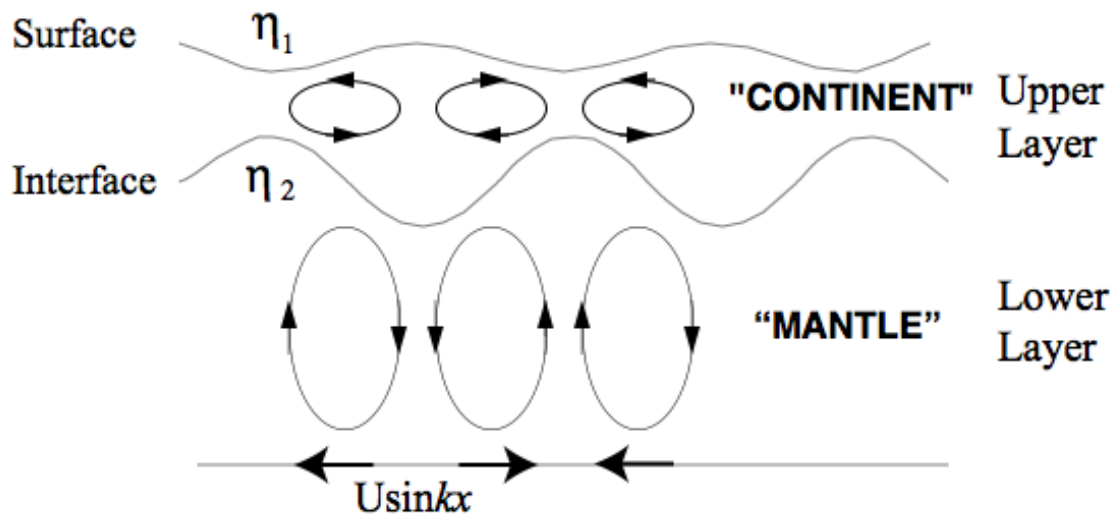 Surface
η₁
"CONTINENT"
Upper
Layer
Interface
η₂
“MANTLE”
Lower
Layer
Usinkx